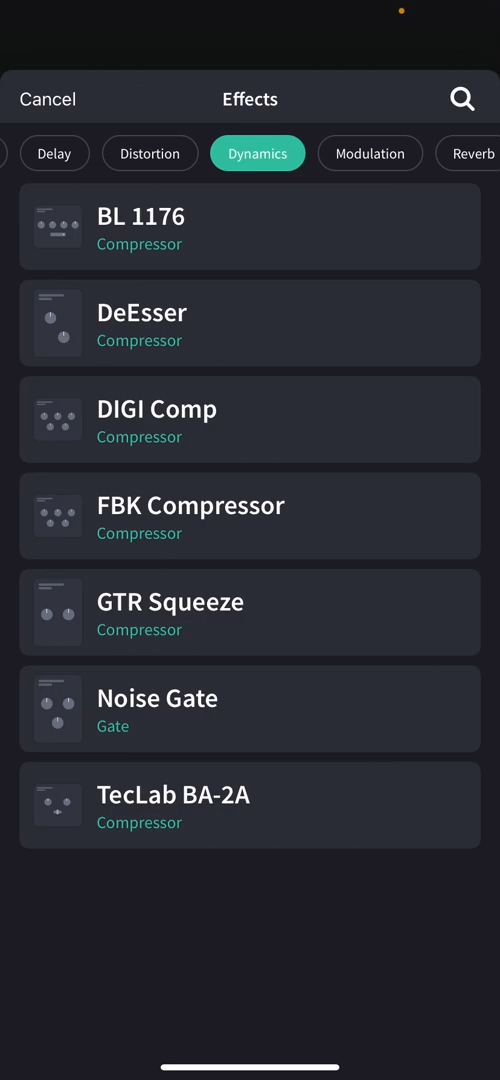 Cancel
Effects
Delay
Distortion
Dynamics
Modulation
Reverb
BL 1176
Compressor
DeEsser
Compressor
DIGI Comp
Compressor
FBK Compressor
Compressor
GTR Squeeze
Compressor
Noise Gate
Gate
TecLab BA-2A
Compressor